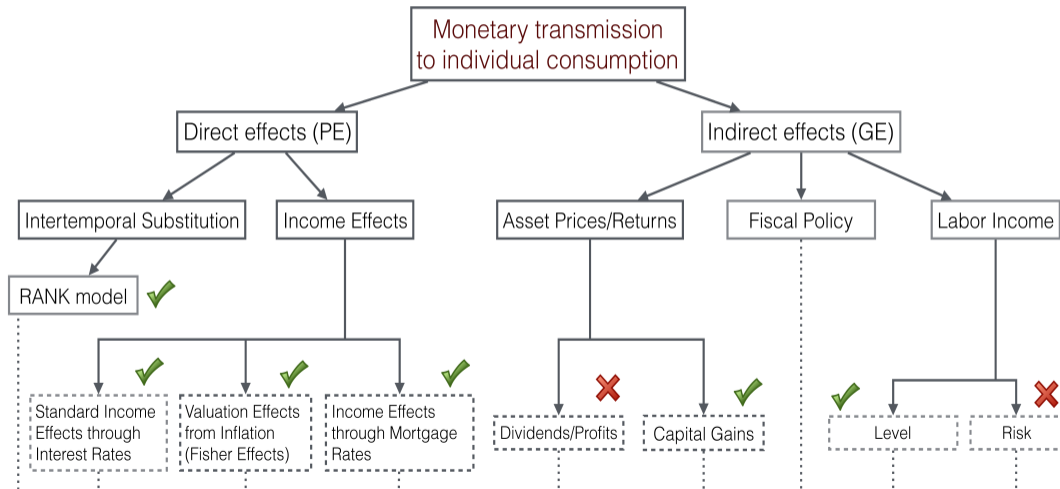 Monetary transmission
to individual consumption
Direct effects (PE)
Indirect effects (GE)
Intertemporal Substitution
Income Effects
Asset Prices/Returns
Fiscal Policy
Labor Income
RANK model
Standard Income
Effects through
Interest Rates
Valuation Effects
from Inflation
(Fisher Effects)
Income Effects
through Mortgage
Rates
Dividends/Profits
Capital Gains
Level
Risk